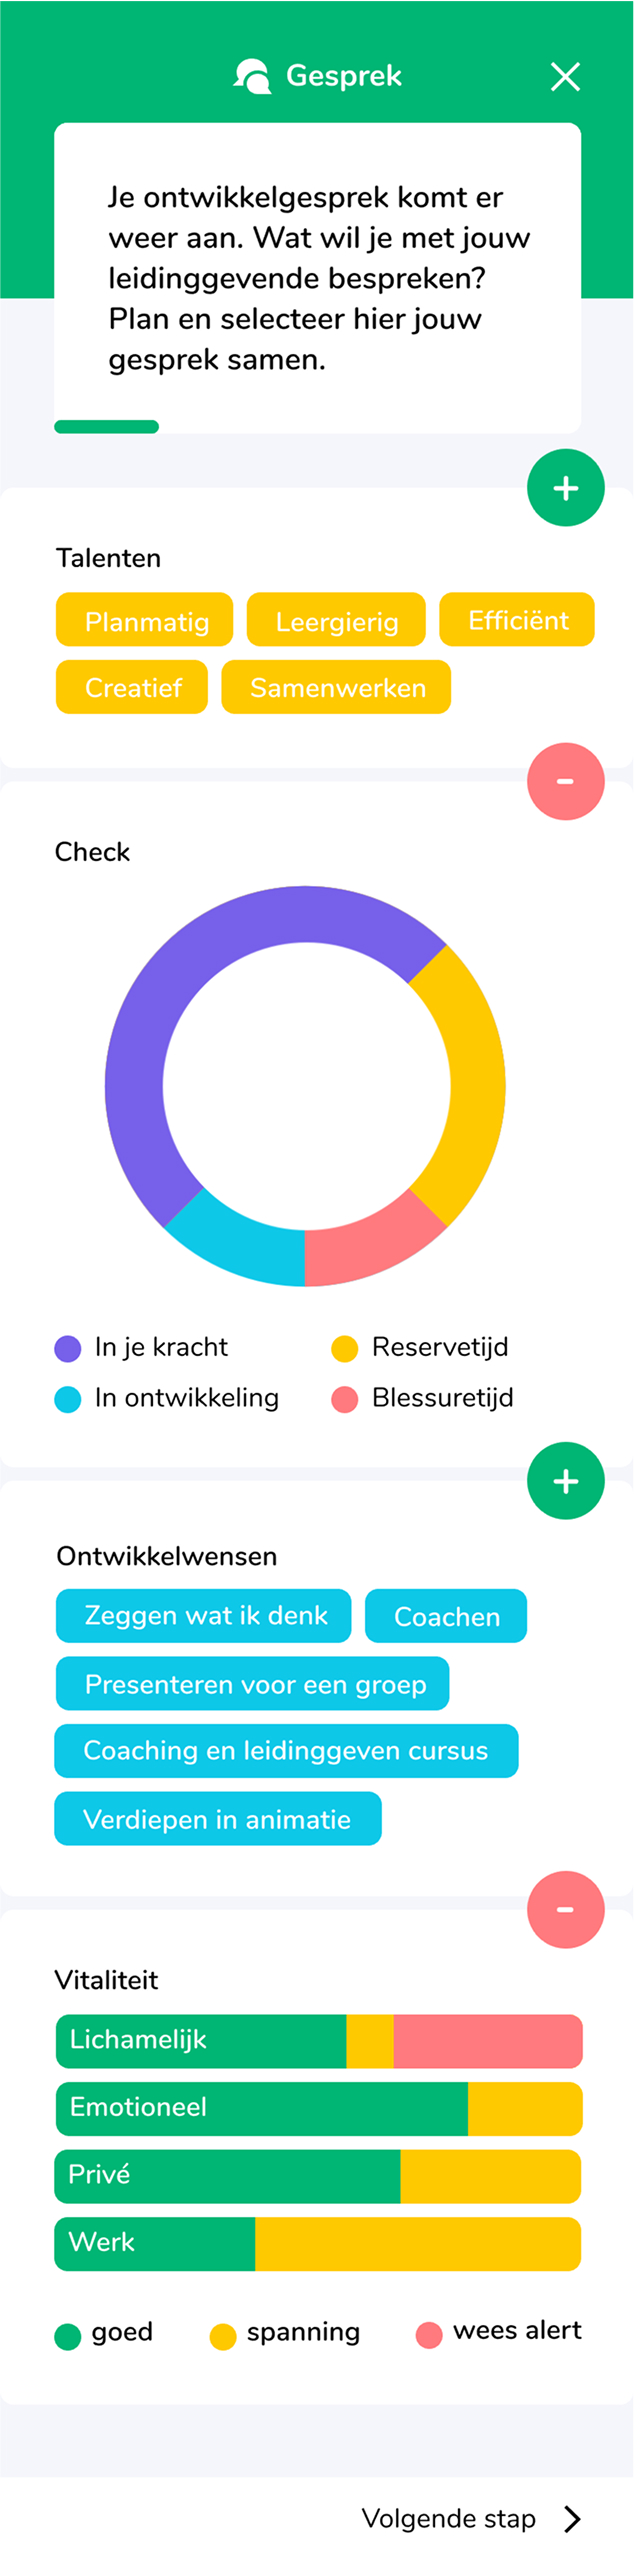 Gesprek
Je ontwikkelgesprek komt er
weer aan. Wat wil je met jouw
leidinggevende bespreken?
Plan en selecteer hier jouw
gesprek samen.
Talenten
Planmatig Leergierig Efficiënt
Creatief Samenwerken
Check
In je kracht Reservetijd
In ontwikkeling Blessuretijd
Ontwikkelwensen
Zeggen wat ik denk Coachen
Presenteren voor een groep
Coaching en leidinggeven cursus
Verdiepen in animatie
Vitaliteit
Lichamelijk
Emotioneel
Privé
Werk
goed spanning wees alert
Volgende stap